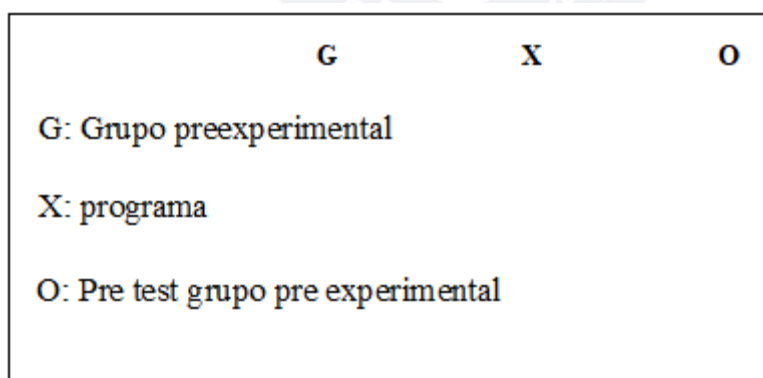 G X O
G: Grupo preexperimental
X: programa
O: Pre test grupo pre experimental